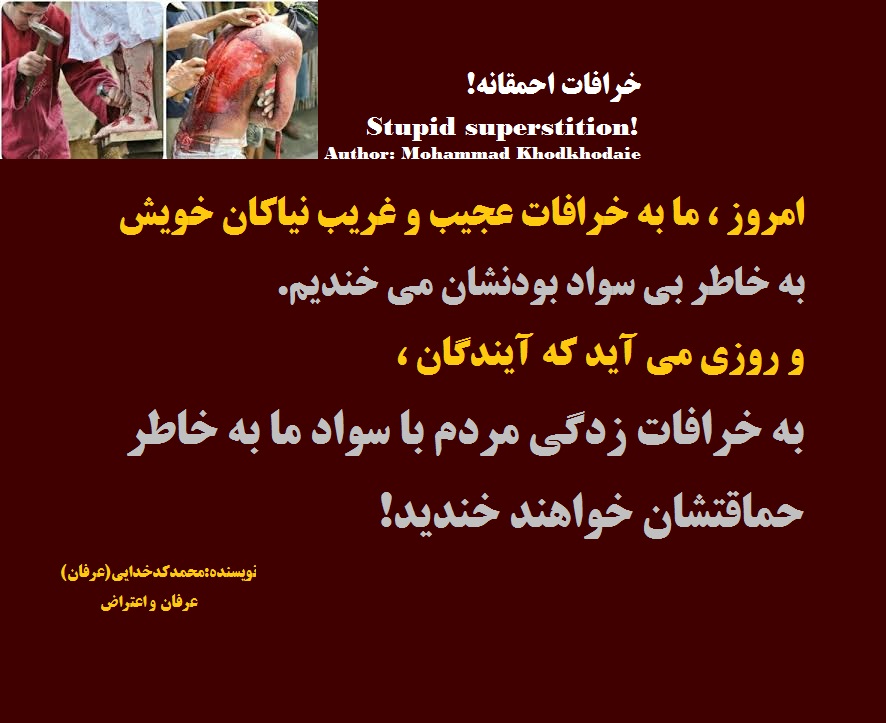 خرافات احمقانه!
Stupid superstition!
Author: Mohammad Khodkhodaie
امروز ، ما به خرافات عجیب و غریب نیاکان خویش
به خاطر بی سواد بودنشان می خندیم.
و روزی می آید که آیندگان ،
به خرافات زدگی مردم با سواد ما به خاطر
حماقتشان خواهند خندید!
نویسنده:محمدکدخدایی(عرفان)
عرفان و اعتراض